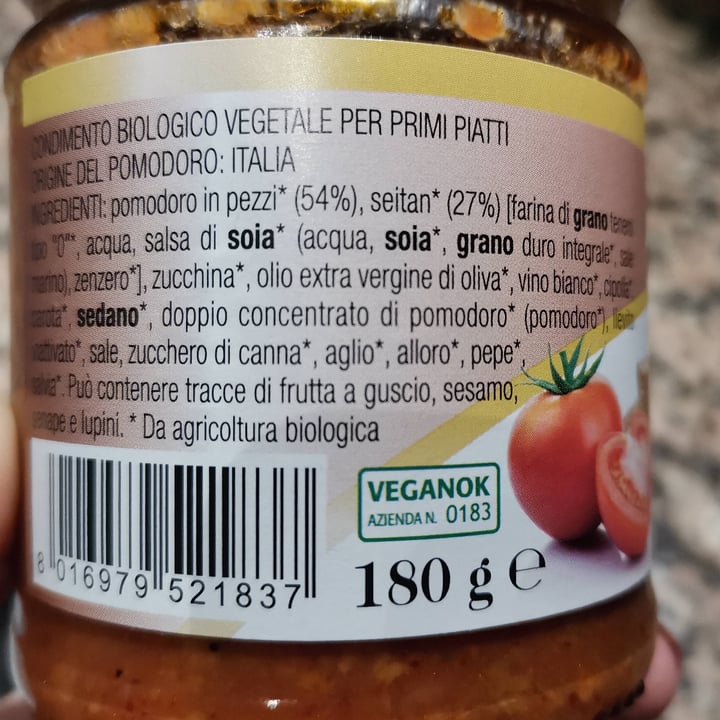 CONDIMENTO BIOLOGICO VEGETALE PER PRIMI PIATTI
ORIGINE DEL POMODORO: ITALIA
INGREDIENTI: pomodoro in pezzi* (54%), seitan* (27%) [farina di grano tenero
tipo "0"*, acqua, salsa di soia* (acqua, soia*, grano duro integrale*, sale
marino), zenzero*], zucchina*, olio extra vergine di oliva*, vino bianco*, cipolla*
carota* sedano*, doppio concentrato di pomodoro* (pomodoro*), lievito
disattivato*, sale, zucchero di canna*, aglio*, alloro*, pepe*,
salvia*. Può contenere tracce di frutta a guscio, sesamo,
senape e lupini. * Da agricoltura biologica
VEGANOK
AZIENDA N. 0183
8 016979 521837
180 g e